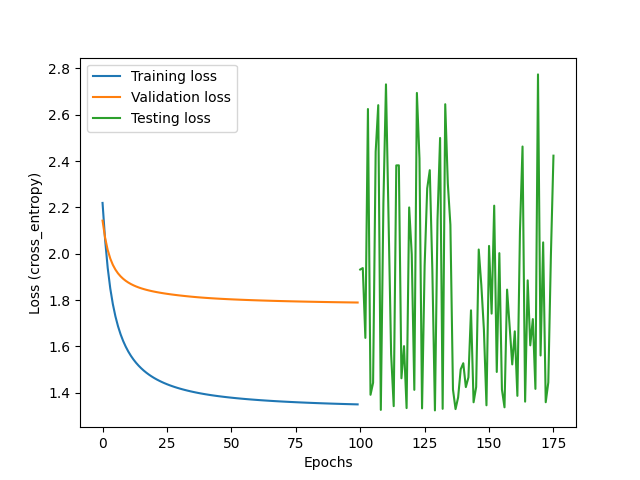 Training loss
Validation loss
Testing loss
2.8
2.6
2.4
2.2
2.0
1.8
1.6
1.4
Loss (cross_entropy)
0 25 50 75 100 125 150 175
Epochs